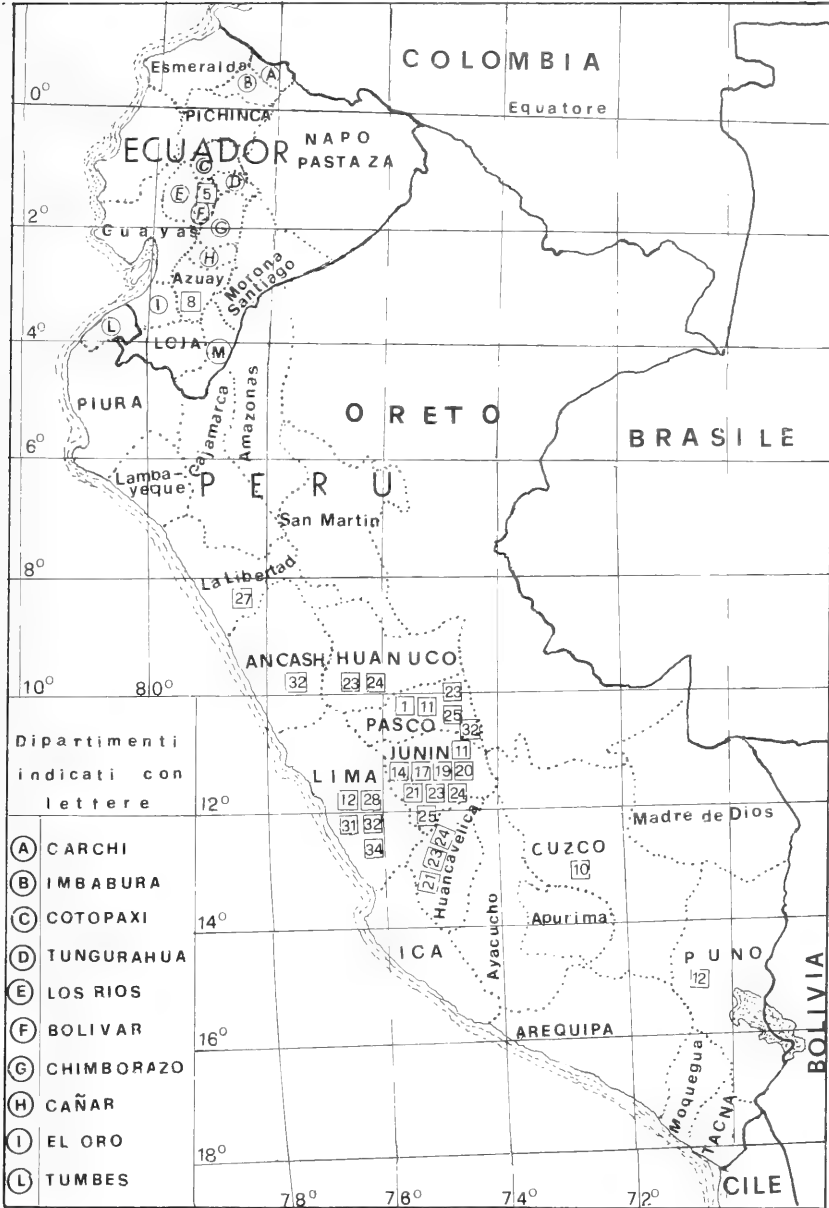 COLOMBIA
Esmeralda
B
A
0°
Equatore
PICHINCA
ECUADOR
NAPO
PASTAZA
C
D
E
5
F
2°
Guayas
G
H
Azuay
Morona
Santiago
I
8
L
4°
LOJA
M
PIURA
Cajamarca
Amazonas
ORETO
BRASILE
6°
Lamba-
yeque
PERU
San Martin
8°
La Libertad
27
ANCASH
HUANUCO
32
23
24
23
10°
80°
1
11
25
PASCO
32
Dipartimenti
indicati con
lettere
JUNIN
11
LIMA
14
17
19
20
12
28
21
23
24
12°
31
32
25
Madre de Dios
34
21
23
24
Huancavelica
CUZCO
10
A CARCHI
B IMBABURA
C COTOPAXI
D TUNGURAHUA
E LOS RIOS
F BOLIVAR
G CHIMBORAZO
H CAÑAR
I EL ORO
L TUMBES
14°
ICA
Ayacucho
Apurima
PUNO
12
BOLIVIA
16°
AREQUIPA
Moquegua
TACNA
18°
CILE
78°
76°
74°
72°